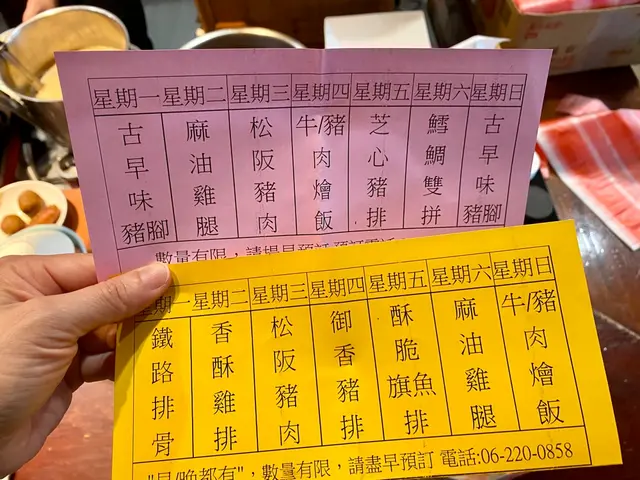 星期一 星期二 星期三 星期四 星期五 星期六 星期日
古早味豬腳 麻油雞腿 松阪豬肉 牛/豬肉燴飯 芝心豬排 鱈鯛雙拼 古早味豬腳
數量有限，請提早預訂 預訂電話
星期一 星期二 星期三 星期四 星期五 星期六 星期日
鐵路排骨 香酥雞排 松阪豬肉 御香豬排 酥脆旗魚排 麻油雞腿 牛/豬肉燴飯
"早/晚都有"，數量有限，請盡早預訂 電話:06-220-0858